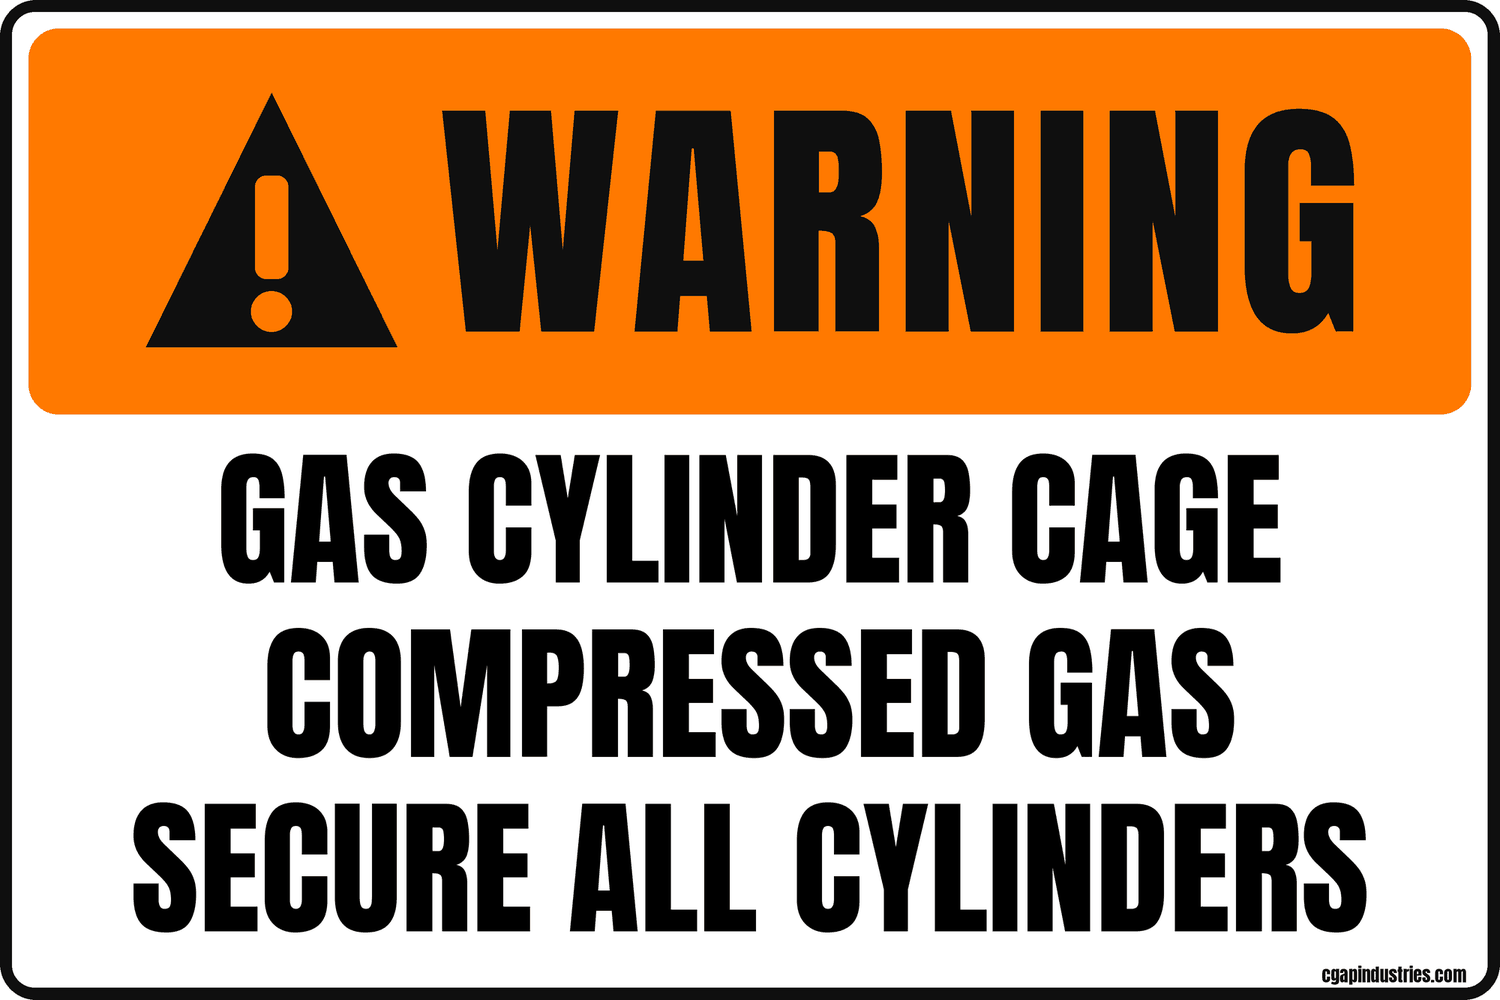 WARNING
GAS CYLINDER CAGE
COMPRESSED GAS
SECURE ALL CYLINDERS
cgapindustries.com